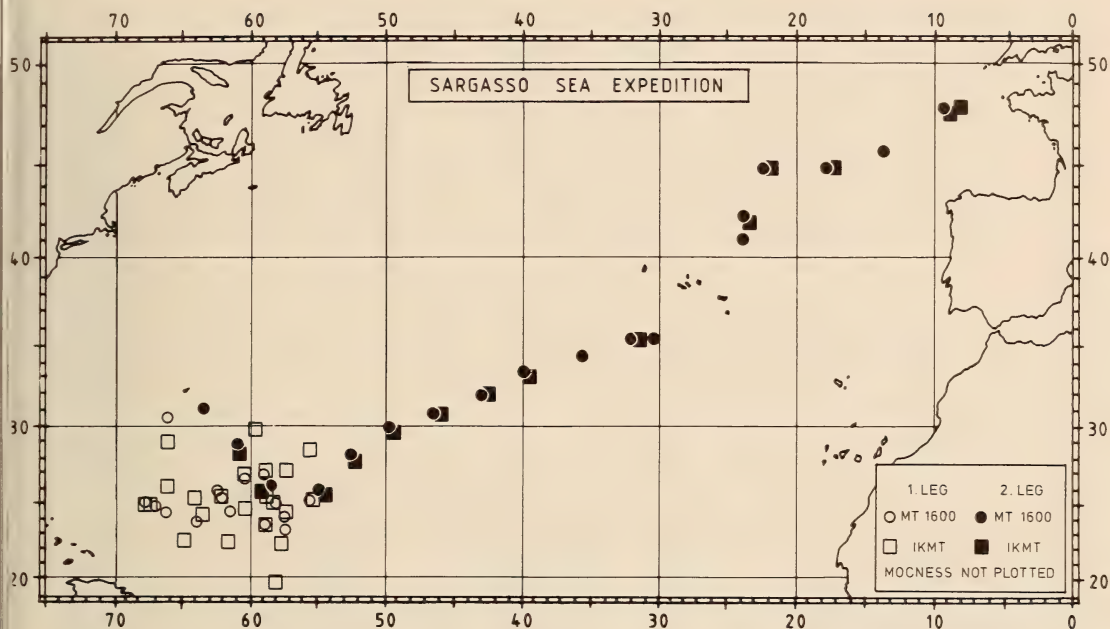 70 60 50 40 30 20 10 0
SARGASSO SEA EXPEDITION
50 50
40 40
30 30
1. LEG 2. LEG
MT 1600 MT 1600
IKMT IKMT
MOCNESS NOT PLOTTED
20 20
70 60 50 40 30 20 10 0